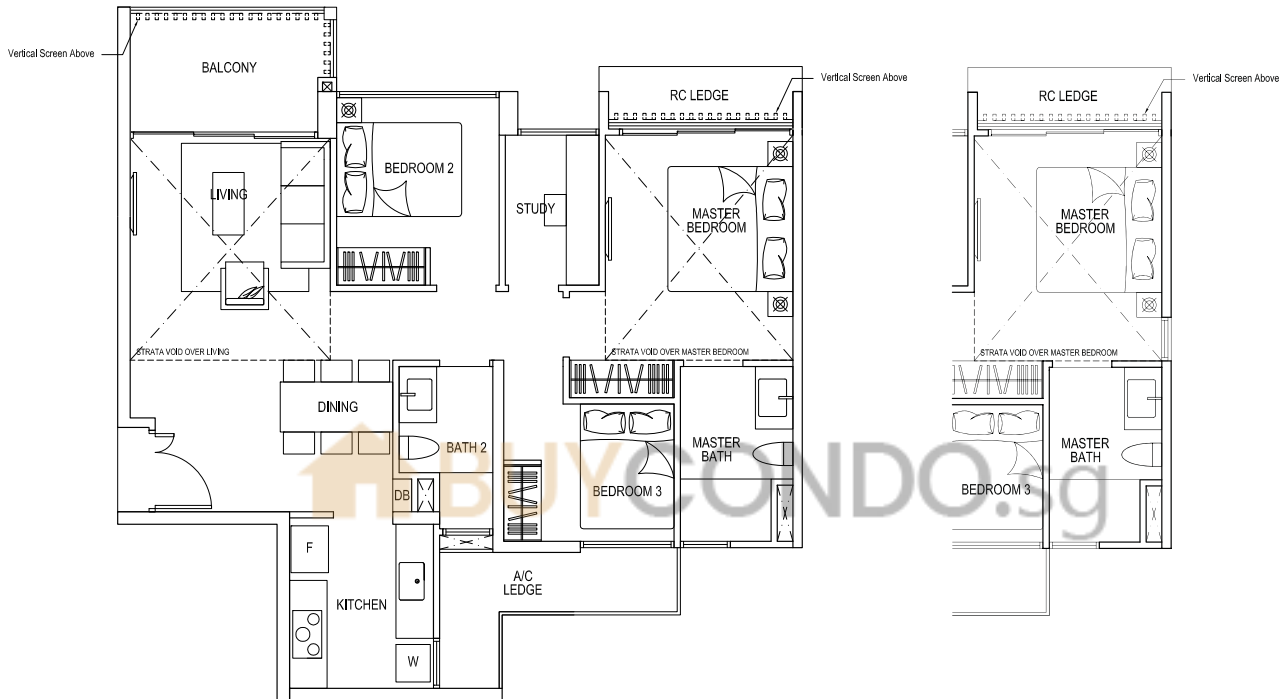 Vertical Screen Above
BALCONY
LIVING
STRATA VOID OVER LIVING
DINING
BEDROOM 2
STUDY
RC LEDGE
Vertical Screen Above
MASTER
BEDROOM
STRATA VOID OVER MASTER BEDROOM
BATH 2
DB
BEDROOM 3
MASTER
BATH
F
KITCHEN
W
A/C
LEDGE
BUYCONDO.sg
RC LEDGE
Vertical Screen Above
MASTER
BEDROOM
STRATA VOID OVER MASTER BEDROOM
MASTER
BATH
BEDROOM 3